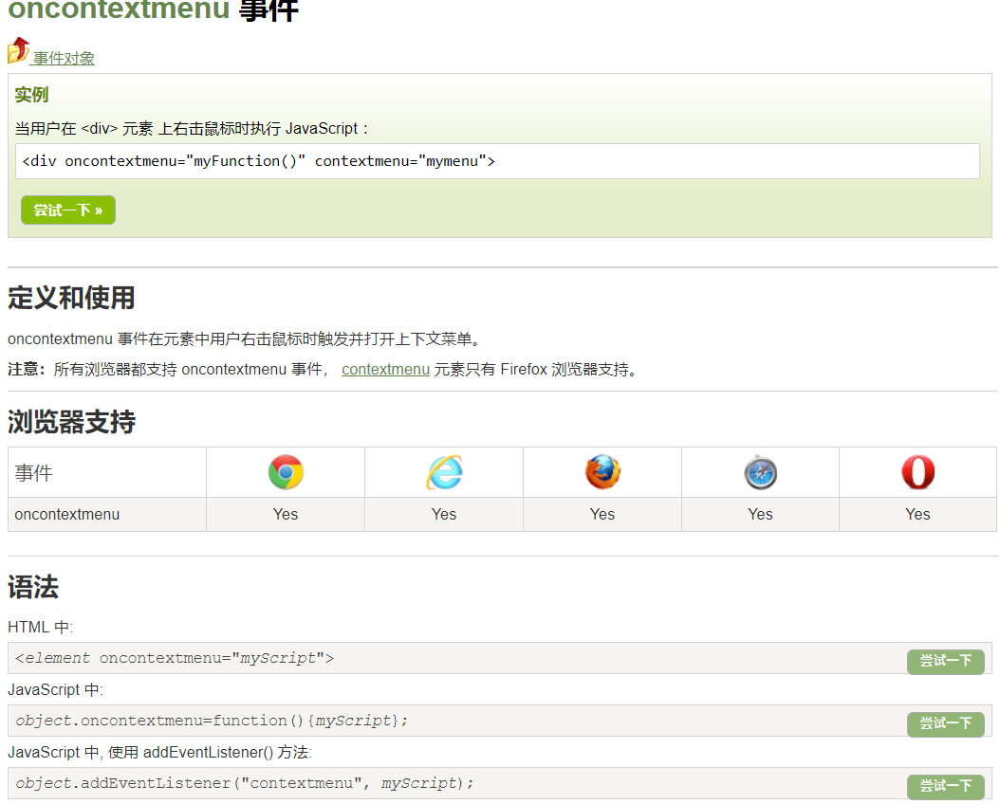 oncontextmenu 事件
事件对象
实例
当用户在 <div> 元素 上右击鼠标时执行 JavaScript :
<div oncontextmenu="myFunction()" contextmenu="mymenu">
尝试一下 »
定义和使用
oncontextmenu 事件在元素中用户右击鼠标时触发并打开上下文菜单。
注意：所有浏览器都支持 oncontextmenu 事件， contextmenu 元素只有 Firefox 浏览器支持。
浏览器支持
事件
oncontextmenu Yes Yes Yes Yes Yes
语法
HTML 中:
<element oncontextmenu="myScript"> 尝试一下
JavaScript 中:
object.oncontextmenu=function(){myScript}; 尝试一下
JavaScript 中, 使用 addEventListener() 方法:
object.addEventListener("contextmenu", myScript); 尝试一下